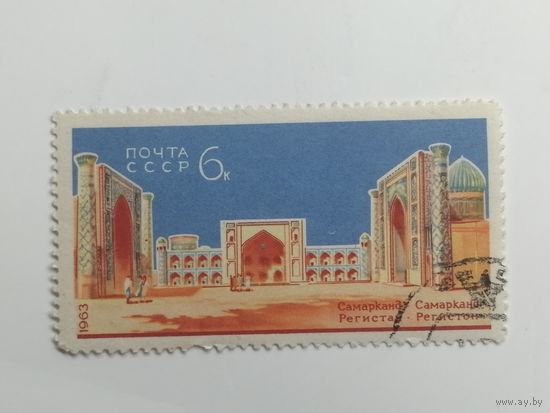 ПОЧТА
СССР 6к
1963
Самарканд · Самарканд
Регистан · Регистон
www.ay.by